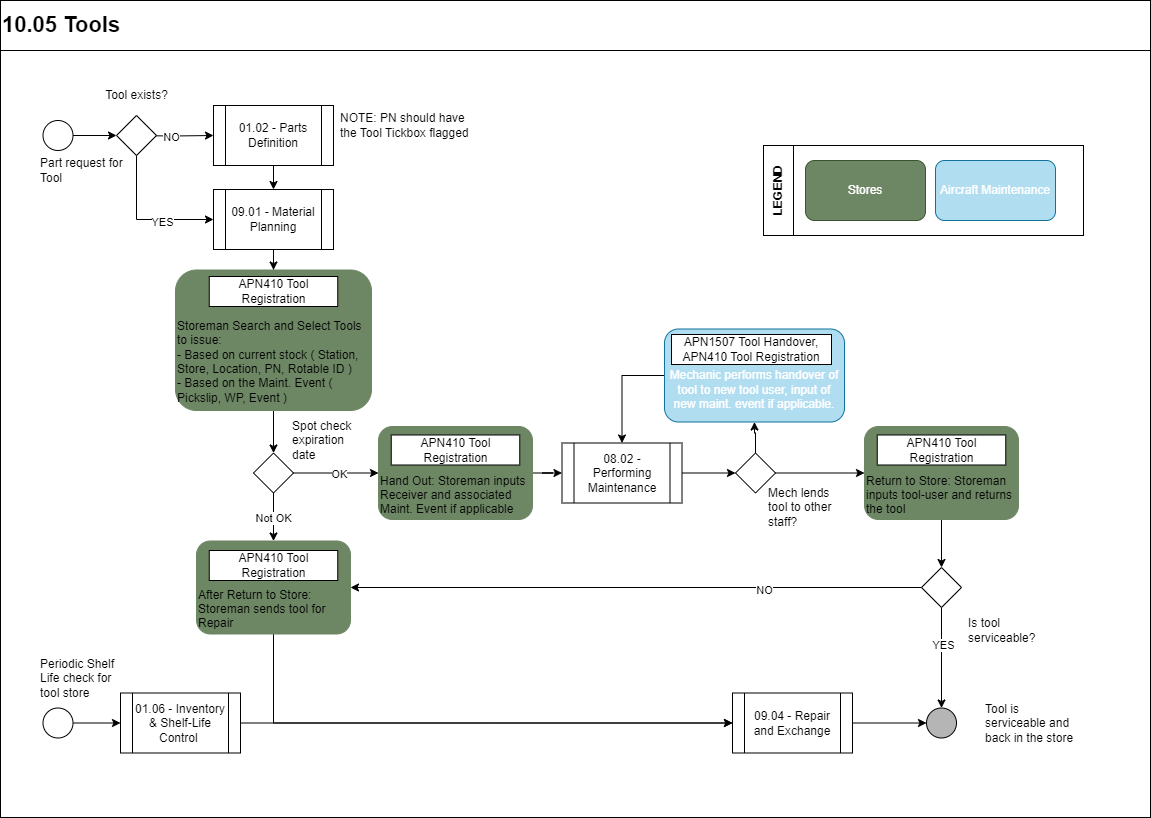 10.05 Tools
Tool exists?
NO
Part request for
Tool
01.02 - Parts
Definition
NOTE: PN should have
the Tool Tickbox flagged
YES
09.01 - Material
Planning
LEGEND
Stores
Aircraft Maintenance
APN410 Tool
Registration
Storeman Search and Select Tools
to issue:
- Based on current stock ( Station,
Store, Location, PN, Rotable ID )
- Based on the Maint. Event (
Pickslip, WP, Event )
Spot check
expiration
date
OK
Not OK
APN410 Tool
Registration
Hand Out: Storeman inputs
Receiver and associated
Maint. Event if applicable
08.02 -
Performing
Maintenance
APN1507 Tool Handover,
APN410 Tool Registration
Mechanic performs handover of
tool to new tool user, input of
new maint. event if applicable.
Mech lends
tool to other
staff?
APN410 Tool
Registration
Return to Store: Storeman
inputs tool-user and returns
the tool
APN410 Tool
Registration
After Return to Store:
Storeman sends tool for
Repair
NO
Is tool
serviceable?
YES
Periodic Shelf
Life check for
tool store
01.06 - Inventory
& Shelf-Life
Control
09.04 - Repair
and Exchange
Tool is
serviceable and
back in the store